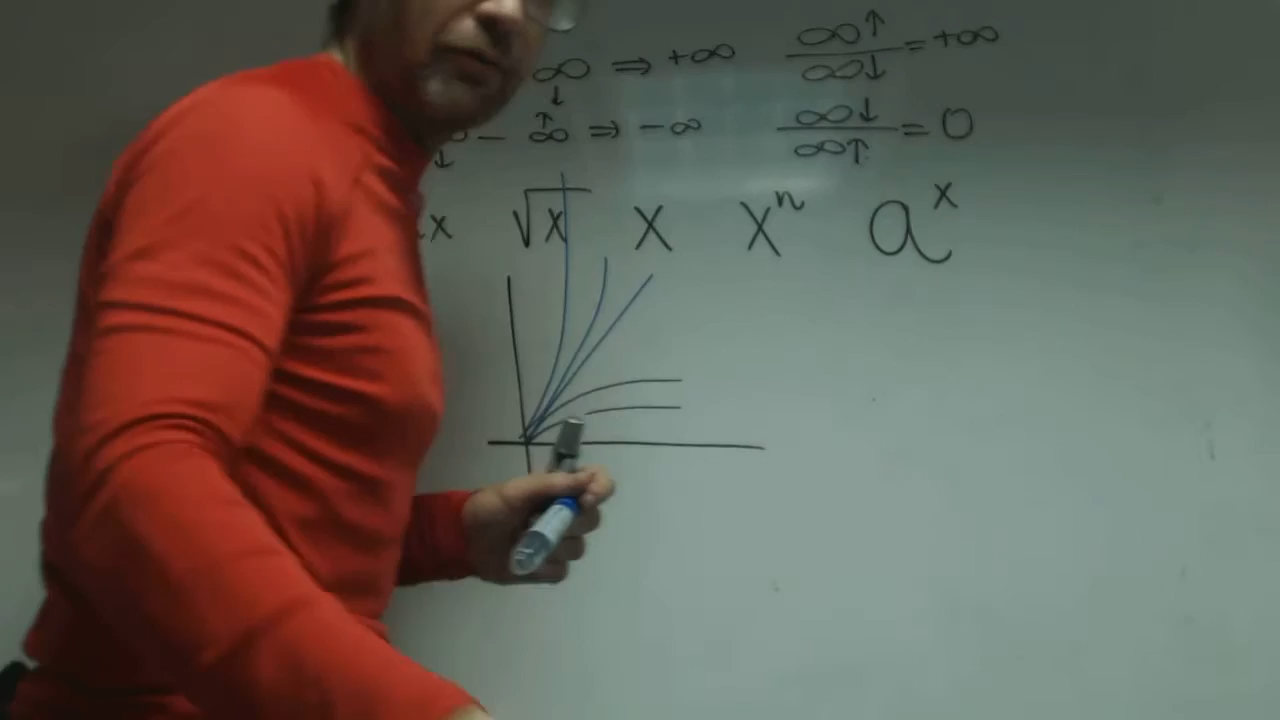 ∞ ⇒ +∞ ∞↑/∞↓ = +∞
↓
− ∞↑ ⇒ −∞ ∞↓/∞↑ = 0
↓
x √x x xⁿ aˣ